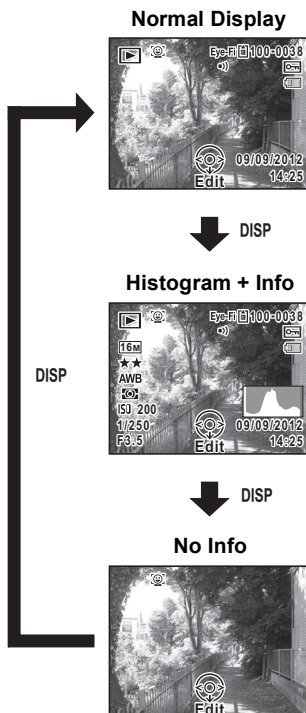 Normal Display
Eye-Fi 100-0038
09/09/2012
14:25
Edit
DISP
Histogram + Info
Eye-Fi 100-0038
16M
★★
AWB
ISO 200
1/250
F3.5
09/09/2012
14:25
Edit
DISP
DISP
No Info
Edit